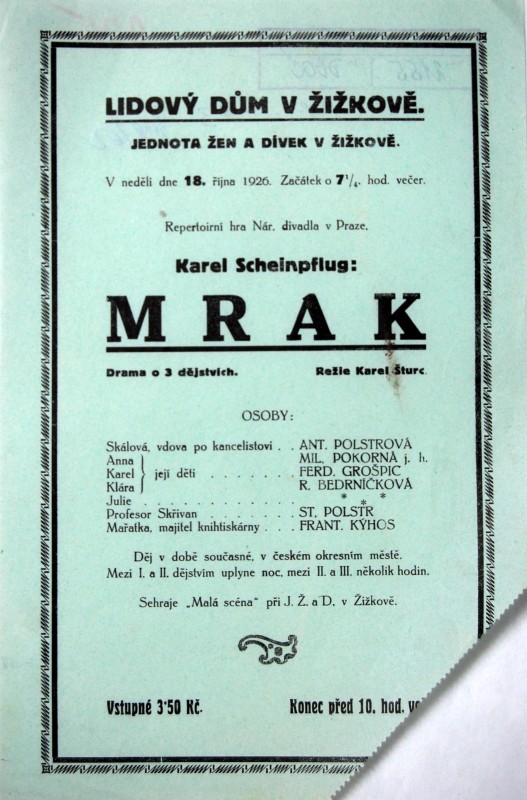 LIDOVÝ DŮM V ŽIŽKOVĚ.
JEDNOTA ŽEN A DÍVEK V ŽIŽKOVĚ.
V neděli dne 18. října 1926. Začátek o 7¹/₄. hod. večer.
Repertoirní hra Nár. divadla v Praze.
Karel Scheinpflug:
MRAK
Drama o 3 dějstvích. Režie Karel Šturc
OSOBY:
Skálová, vdova po kancelistovi . . ANT. POLSTROVÁ
Anna MIL. POKORNÁ j. h.
Karel } její děti . . . . . . . FERD. GROŠPIC
Klára R. BEDRNÍČKOVÁ
Julie . . . . . . . . . . . . * * *
Profesor Skřivan . . . . . . ST. POLSTR
Mařatka, majitel knihtiskárny . . . FRANT. KÝHOS
Děj v době současné, v českém okresním městě.
Mezi I. a II. dějstvím uplyne noc, mezi II. a III. několik hodin.
Sehraje „Malá scéna" při J. Ž. a D. v Žižkově.
Vstupné 3·50 Kč. Konec před 10. hod.